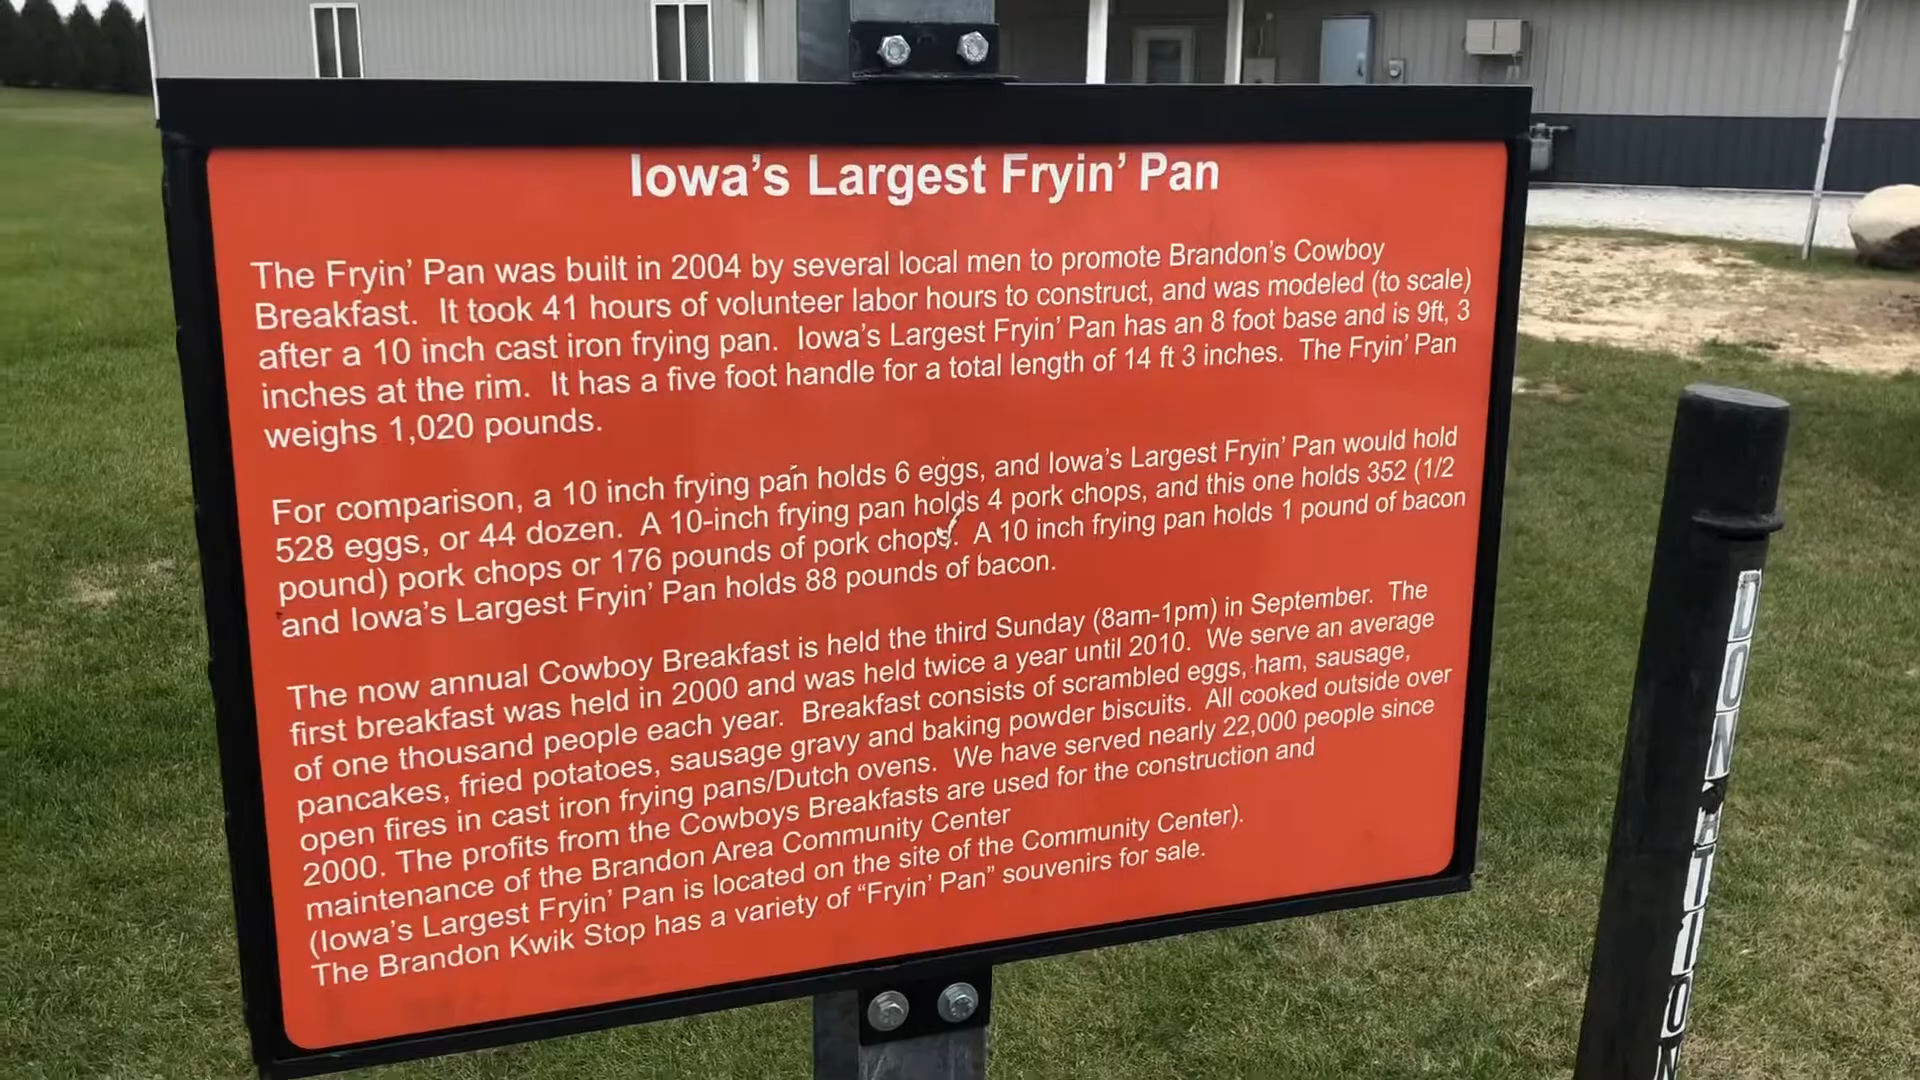 Iowa's Largest Fryin' Pan
The Fryin' Pan was built in 2004 by several local men to promote Brandon's Cowboy
Breakfast. It took 41 hours of volunteer labor hours to construct, and was modeled (to scale)
after a 10 inch cast iron frying pan. Iowa's Largest Fryin' Pan has an 8 foot base and is 9ft, 3
inches at the rim. It has a five foot handle for a total length of 14 ft 3 inches. The Fryin' Pan
weighs 1,020 pounds.
For comparison, a 10 inch frying pan holds 6 eggs, and Iowa's Largest Fryin' Pan would hold
528 eggs, or 44 dozen. A 10-inch frying pan holds 4 pork chops, and this one holds 352 (1/2
pound) pork chops or 176 pounds of pork chops. A 10 inch frying pan holds 1 pound of bacon
and Iowa's Largest Fryin' Pan holds 88 pounds of bacon.
The now annual Cowboy Breakfast is held the third Sunday (8am-1pm) in September. The
first breakfast was held in 2000 and was held twice a year until 2010. We serve an average
of one thousand people each year. Breakfast consists of scrambled eggs, ham, sausage,
pancakes, fried potatoes, sausage gravy and baking powder biscuits. All cooked outside over
open fires in cast iron frying pans/Dutch ovens. We have served nearly 22,000 people since
2000. The profits from the Cowboys Breakfasts are used for the construction and
maintenance of the Brandon Area Community Center
(Iowa's Largest Fryin' Pan is located on the site of the Community Center).
The Brandon Kwik Stop has a variety of "Fryin' Pan" souvenirs for sale.
DONATION